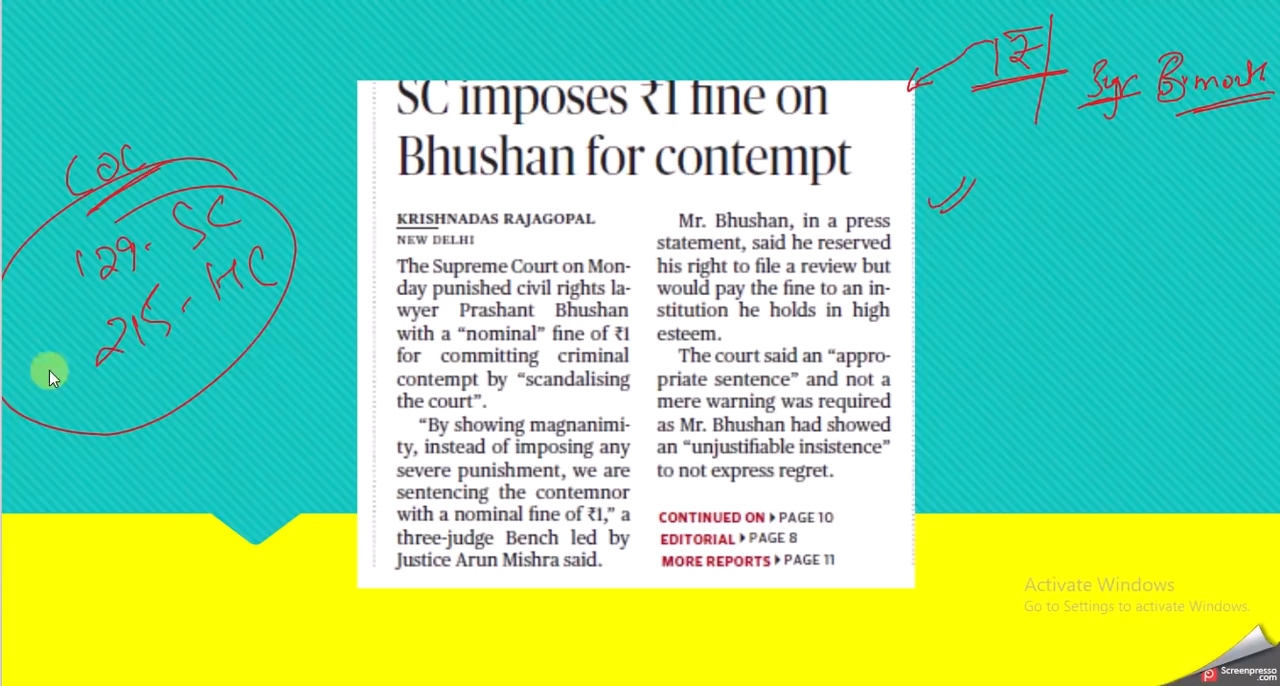 SC imposes ₹1 fine on
Bhushan for contempt
KRISHNADAS RAJAGOPAL
NEW DELHI
The Supreme Court on Mon-
day punished civil rights la-
wyer Prashant Bhushan
with a “nominal” fine of ₹1
for committing criminal
contempt by “scandalising
the court”.
“By showing magnanimi-
ty, instead of imposing any
severe punishment, we are
sentencing the contemnor
with a nominal fine of ₹1,” a
three-judge Bench led by
Justice Arun Mishra said.
Mr. Bhushan, in a press
statement, said he reserved
his right to file a review but
would pay the fine to an in-
stitution he holds in high
esteem.
The court said an “appro-
priate sentence” and not a
mere warning was required
as Mr. Bhushan had showed
an “unjustifiable insistence”
to not express regret.
CONTINUED ON PAGE 10
EDITORIAL PAGE 8
MORE REPORTS PAGE 11
COC
129 - SC
215 - HC
1₹
3yr
Activate Windows
Go to Settings to activate Windows.
Screenpresso
.com